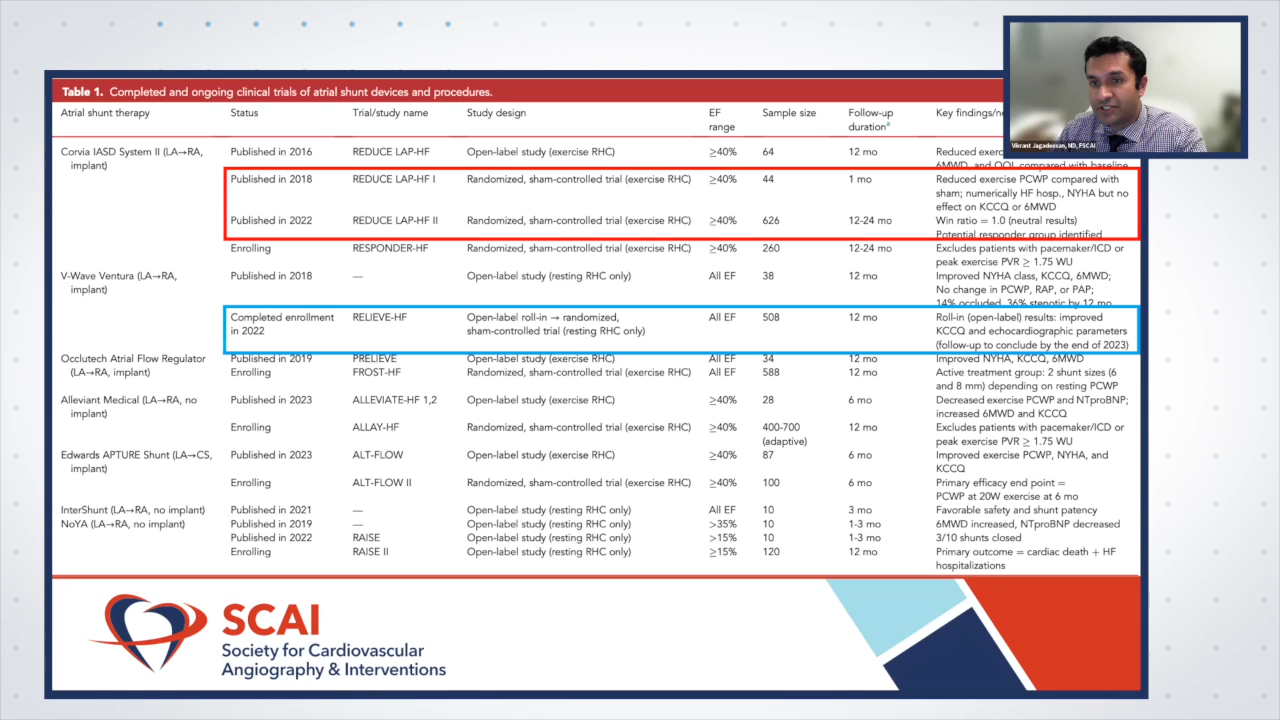 Table 1. Completed and ongoing clinical trials of atrial shunt devices and procedures.
Atrial shunt therapy Status Trial/study name Study design EF range Sample size Follow-up durationᵃ Key findings/ne
Corvia IASD System II (LA→RA, implant) Published in 2016 REDUCE LAP-HF Open-label study (exercise RHC) ≥40% 64 12 mo Reduced exerc
6MWD, and QOL compared with baseline
Published in 2018 REDUCE LAP-HF I Randomized, sham-controlled trial (exercise RHC) ≥40% 44 1 mo Reduced exercise PCWP compared with
sham; numerically HF hosp., NYHA but no
effect on KCCQ or 6MWD
Published in 2022 REDUCE LAP-HF II Randomized, sham-controlled trial (exercise RHC) ≥40% 626 12-24 mo Win ratio = 1.0 (neutral results)
Potential responder group identified
Enrolling RESPONDER-HF Randomized, sham-controlled trial (exercise RHC) ≥40% 260 12-24 mo Excludes patients with pacemaker/ICD or
peak exercise PVR ≥ 1.75 WU
V-Wave Ventura (LA→RA, implant) Published in 2018 — Open-label study (resting RHC only) All EF 38 12 mo Improved NYHA class, KCCQ, 6MWD;
No change in PCWP, RAP, or PAP;
14% occluded, 36% stenotic by 12 mo
Completed enrollment in 2022 RELIEVE-HF Open-label roll-in → randomized, sham-controlled trial (resting RHC only) All EF 508 12 mo Roll-in (open-label) results: improved
KCCQ and echocardiographic parameters
(follow-up to conclude by the end of 2023)
Occlutech Atrial Flow Regulator (LA→RA, implant) Published in 2019 PRELIEVE Open-label study (exercise RHC) All EF 34 12 mo Improved NYHA, KCCQ, 6MWD
Enrolling FROST-HF Randomized, sham-controlled trial (exercise RHC) All EF 588 12 mo Active treatment group: 2 shunt sizes (6
and 8 mm) depending on resting PCWP
Alleviant Medical (LA→RA, no implant) Published in 2023 ALLEVIATE-HF 1,2 Open-label study (exercise RHC) ≥40% 28 6 mo Decreased exercise PCWP and NTproBNP;
increased 6MWD and KCCQ
Enrolling ALLAY-HF Randomized, sham-controlled trial (exercise RHC) ≥40% 400-700 (adaptive) 12 mo Excludes patients with pacemaker/ICD or
peak exercise PVR ≥ 1.75 WU
Edwards APTURE Shunt (LA→CS, implant) Published in 2023 ALT-FLOW Open-label study (exercise RHC) ≥40% 87 6 mo Improved exercise PCWP, NYHA, and
KCCQ
Enrolling ALT-FLOW II Randomized, sham-controlled trial (exercise RHC) ≥40% 100 6 mo Primary efficacy end point =
PCWP at 20W exercise at 6 mo
InterShunt (LA→RA, no implant) Published in 2021 — Open-label study (resting RHC only) All EF 10 3 mo Favorable safety and shunt patency
NoYA (LA→RA, no implant) Published in 2019 — Open-label study (resting RHC only) >35% 10 1-3 mo 6MWD increased, NTproBNP decreased
Published in 2022 RAISE Open-label study (resting RHC only) >15% 10 1-3 mo 3/10 shunts closed
Enrolling RAISE II Open-label study (resting RHC only) ≥15% 120 12 mo Primary outcome = cardiac death + HF
hospitalizations
Vikrant Jagadeesan, MD, FSCAI
SCAI
Society for Cardiovascular
Angiography & Interventions